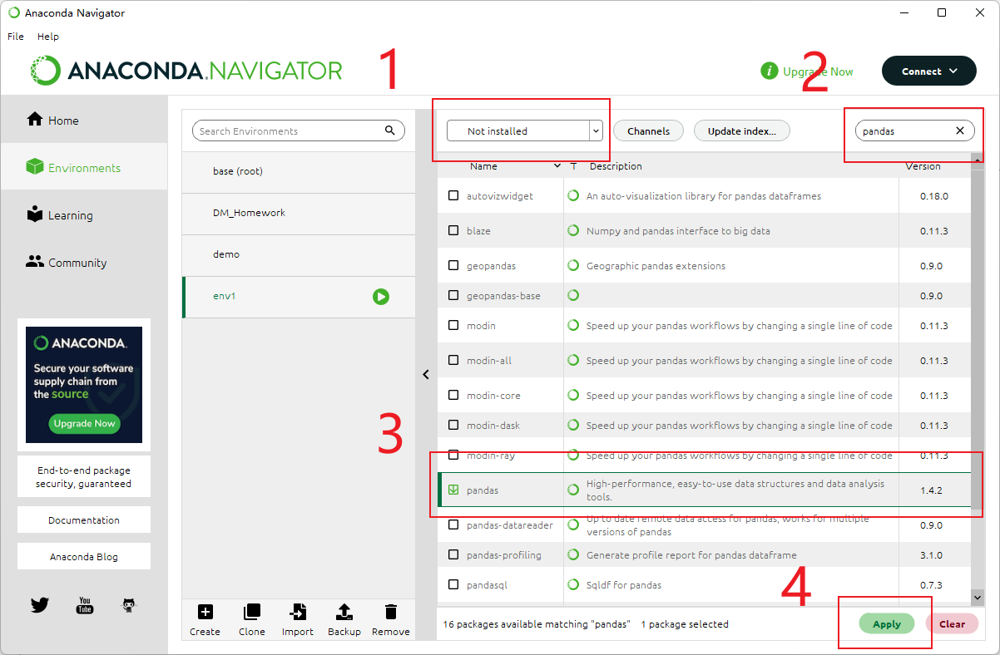 Anaconda Navigator
File Help
ANACONDA.NAVIGATOR
1
2
i Upgrade Now
Connect
Home
Environments
Learning
Community
ANACONDA.
Secure your software
supply chain from
the source
Upgrade Now
End-to-end package
security, guaranteed
Documentation
Anaconda Blog
You
Tube
Search Environments
base (root)
DM_Homework
demo
env1
3
Create Clone Import Backup Remove
Not installed
Channels
Update index...
pandas
Name T Description Version
autovizwidget An auto-visualization library for pandas dataframes 0.18.0
blaze Numpy and pandas interface to big data 0.11.3
geopandas Geographic pandas extensions 0.9.0
geopandas-base 0.9.0
modin Speed up your pandas workflows by changing a single line of code 0.11.3
modin-all Speed up your pandas workflows by changing a single line of code 0.11.3
modin-core Speed up your pandas workflows by changing a single line of code 0.11.3
modin-dask Speed up your pandas workflows by changing a single line of code 0.11.3
modin-ray Speed up your pandas workflows by changing a single line of code 0.11.3
pandas High-performance, easy-to-use data structures and data analysis
tools. 1.4.2
pandas-datareader Up to date remote data access for pandas, works for multiple
versions of pandas 0.9.0
pandas-profiling Generate profile report for pandas dataframe 3.1.0
pandasql Sqldf for pandas 0.7.3
4
16 packages available matching "pandas" 1 package selected
Apply
Clear